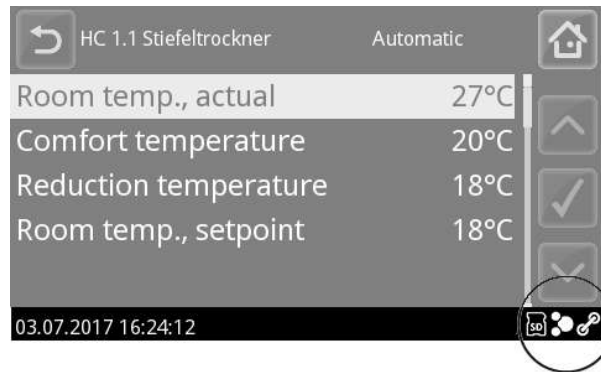 HC 1.1 Stiefeltrockner Automatic
Room temp., actual 27°C
Comfort temperature 20°C
Reduction temperature 18°C
Room temp., setpoint 18°C
03.07.2017 16:24:12 SD